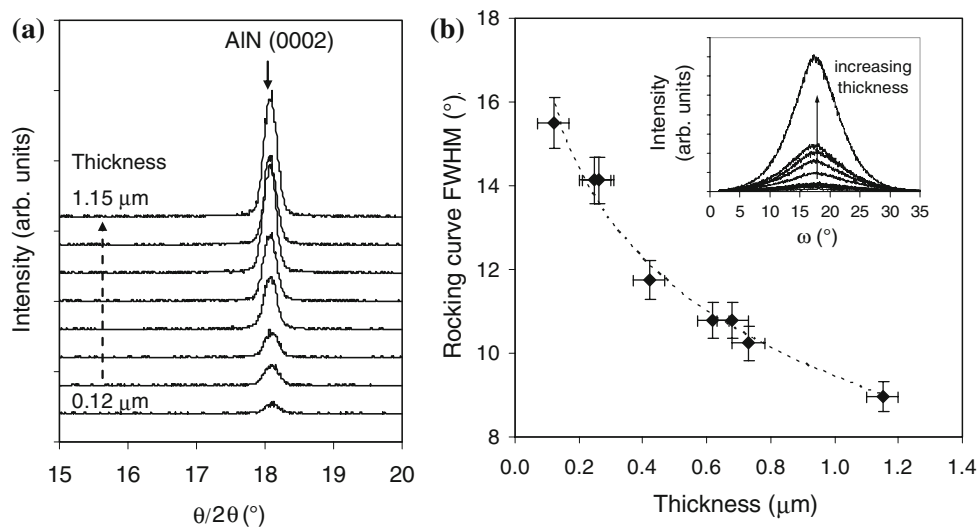 (a)
AlN (0002)
Thickness
1.15 μm
0.12 μm
Intensity (arb. units)
15 16 17 18 19 20
θ/2θ (°)
(b)
18
16
14
12
10
8
Rocking curve FWHM (°)
0.0 0.2 0.4 0.6 0.8 1.0 1.2 1.4
Thickness (μm)
increasing
thickness
Intensity
(arb. units)
0 5 10 15 20 25 30 35
ω (°)